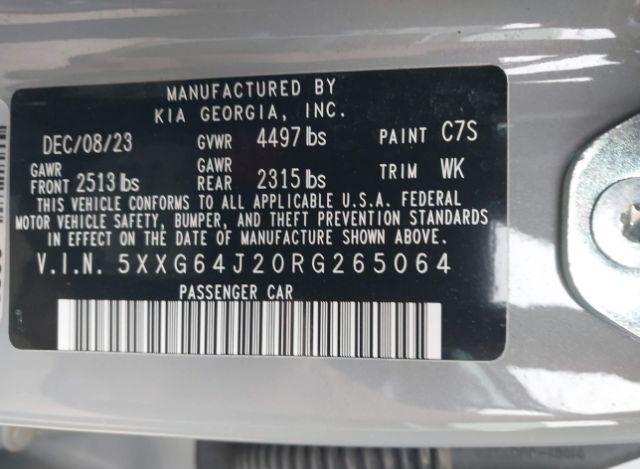 MANUFACTURED BY
KIA GEORGIA, INC.
DEC/08/23 GVWR 4497 lbs PAINT C7S
GAWR FRONT 2513 lbs GAWR REAR 2315 lbs TRIM WK
THIS VEHICLE CONFORMS TO ALL APPLICABLE U.S.A. FEDERAL
MOTOR VEHICLE SAFETY, BUMPER, AND THEFT PREVENTION STANDARDS
IN EFFECT ON THE DATE OF MANUFACTURE SHOWN ABOVE.
V.I.N. 5XXG64J20RG265064
PASSENGER CAR